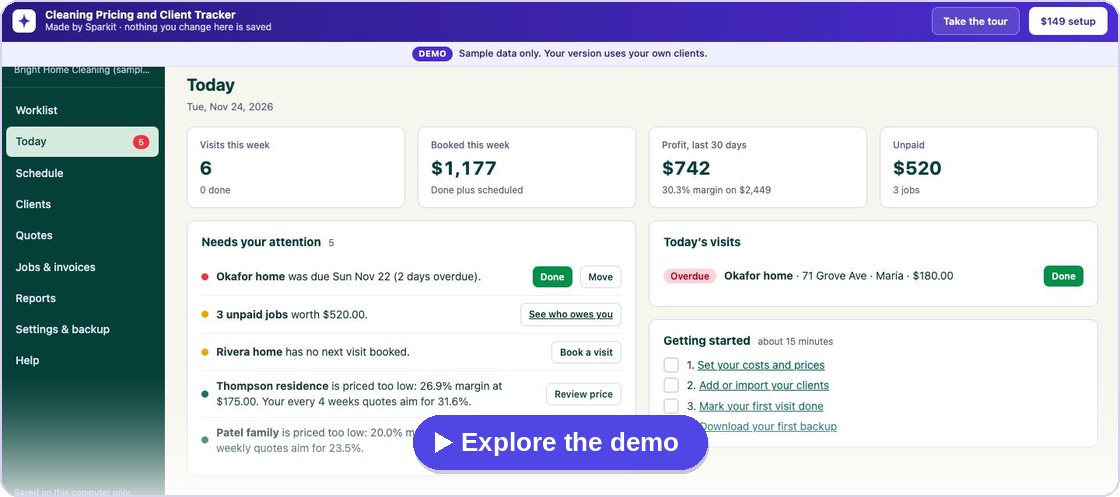 Cleaning Pricing and Client Tracker
Made by Sparkit · nothing you change here is saved
Take the tour
$149 setup
DEMO Sample data only. Your version uses your own clients.
Bright Home Cleaning (sampl...
Worklist
Today 5
Schedule
Clients
Quotes
Jobs & invoices
Reports
Settings & backup
Help
Saved on this computer only.
Today
Tue, Nov 24, 2026
Visits this week
6
0 done
Booked this week
$1,177
Done plus scheduled
Profit, last 30 days
$742
30.3% margin on $2,449
Unpaid
$520
3 jobs
Needs your attention 5
Okafor home was due Sun Nov 22 (2 days overdue). Done Move
3 unpaid jobs worth $520.00. See who owes you
Rivera home has no next visit booked. Book a visit
Thompson residence is priced too low: 26.9% margin at
$175.00. Your every 4 weeks quotes aim for 31.6%. Review price
Patel family is priced too low: 20.0%
weekly quotes aim for 23.5%.
Today's visits
Overdue Okafor home · 71 Grove Ave · Maria · $180.00 Done
Getting started about 15 minutes
1. Set your costs and prices
2. Add or import your clients
3. Mark your first visit done
Download your first backup
Explore the demo